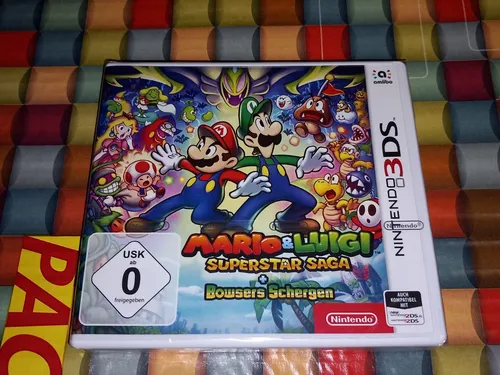 amiibo
MARIO & LUIGI
SUPERSTAR SAGA
+
Bowsers Schergen
USK
ab
0
freigegeben
Nintendo
NINTENDO 3DS
Nintendo
AUCH
KOMPATIBEL
MIT
2DS
PAC